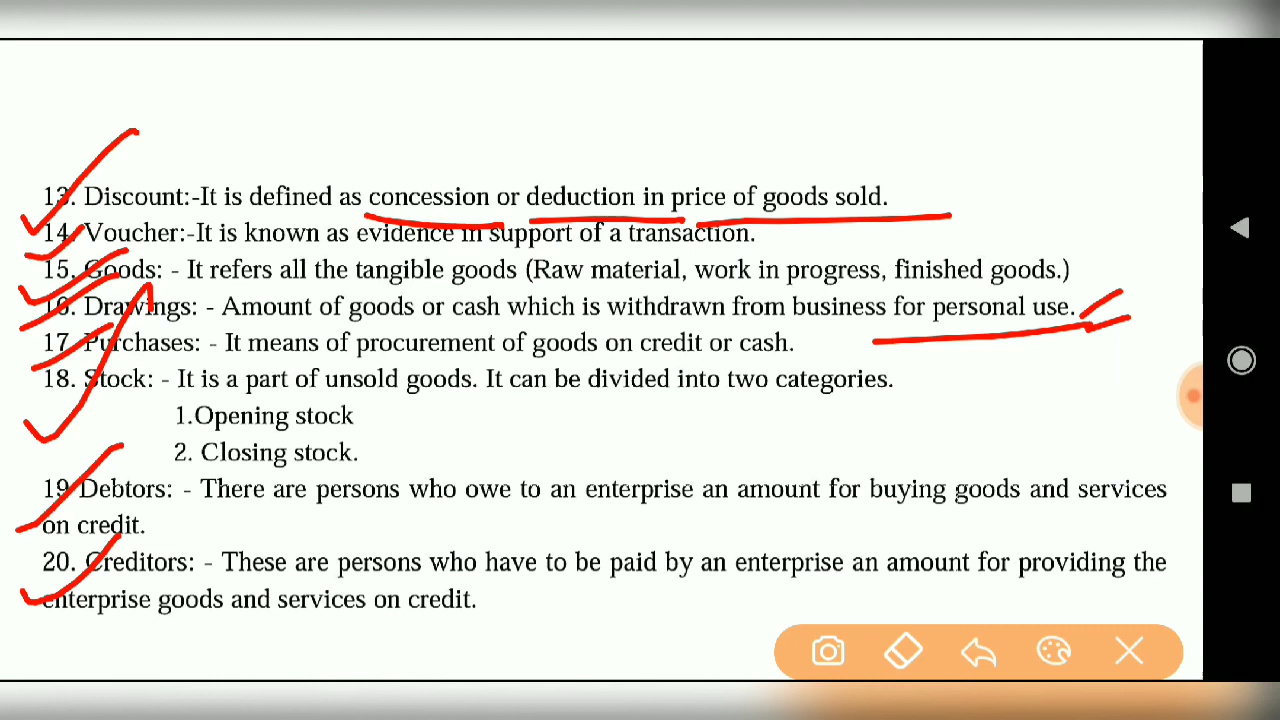 13. Discount:-It is defined as concession or deduction in price of goods sold.
14. Voucher:-It is known as evidence in support of a transaction.
15. Goods: - It refers all the tangible goods (Raw material, work in progress, finished goods.)
16. Drawings: - Amount of goods or cash which is withdrawn from business for personal use.
17. Purchases: - It means of procurement of goods on credit or cash.
18. Stock: - It is a part of unsold goods. It can be divided into two categories.
1.Opening stock
2. Closing stock.
19. Debtors: - There are persons who owe to an enterprise an amount for buying goods and services
on credit.
20. Creditors: - These are persons who have to be paid by an enterprise an amount for providing the
enterprise goods and services on credit.